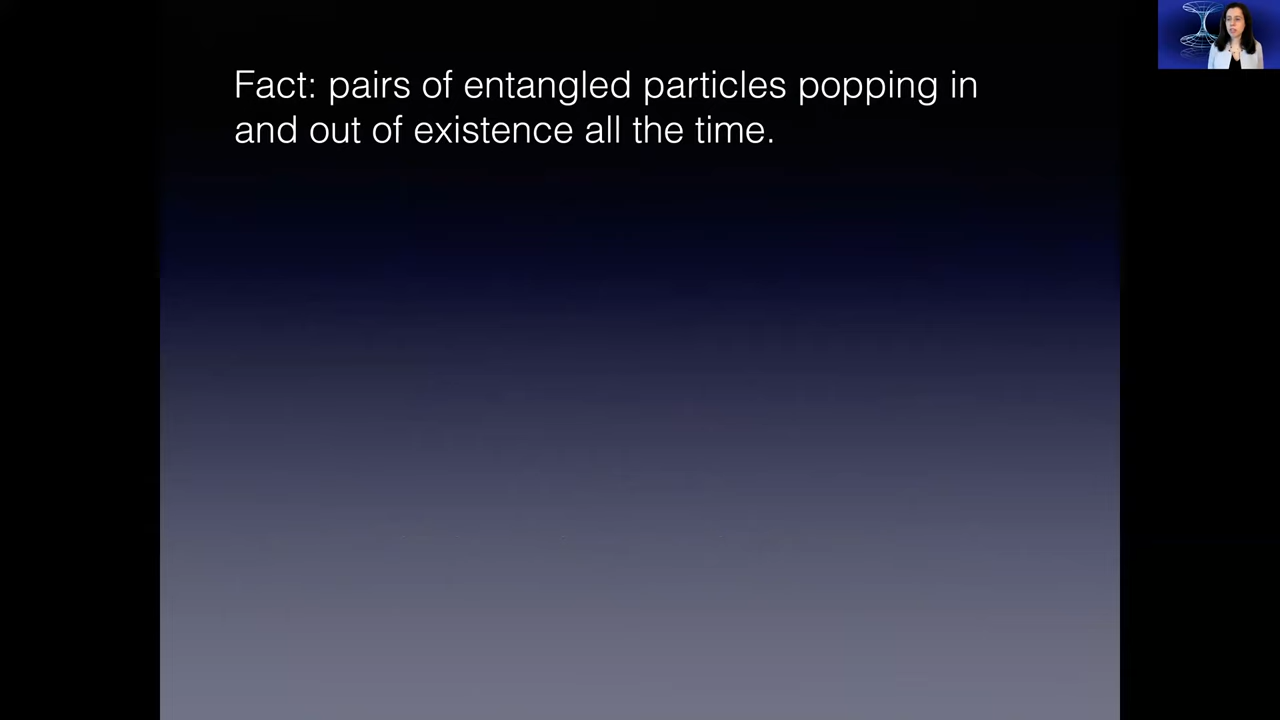 Fact: pairs of entangled particles popping in
and out of existence all the time.